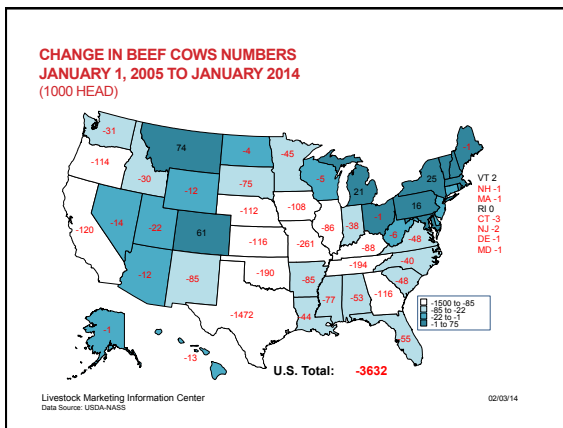 CHANGE IN BEEF COWS NUMBERS
JANUARY 1, 2005 TO JANUARY 2014
(1000 HEAD)
-31
-114
-30
74
-4
-45
-1
-12
-75
-5
21
25
16
-120
-14
-22
61
-112
-108
-116
-261
-86
-38
-1
-6
-48
-88
-12
-85
-190
-85
-194
-40
-48
-1472
-44
-77
-53
-116
-55
-1
-13
VT 2
NH -1
MA -1
RI 0
CT -3
NJ -2
DE -1
MD -1
-1500 to -85
-85 to -22
-22 to -1
-1 to 75
U.S. Total: -3632
Livestock Marketing Information Center
Data Source: USDA-NASS
02/03/14